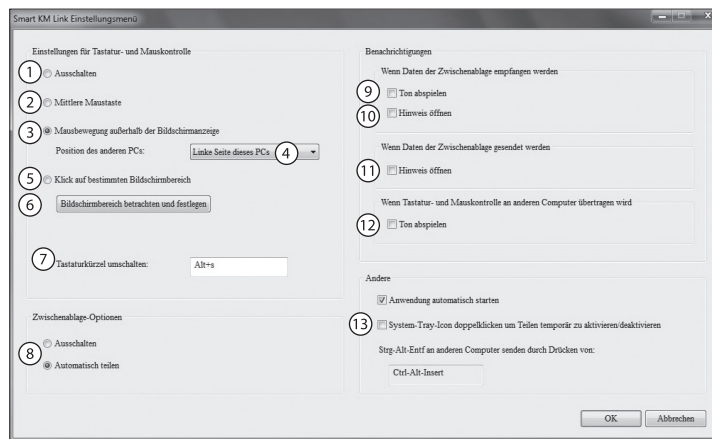 Smart KM Link Einstellungsmenü
Einstellungen für Tastatur- und Mauskontrolle
1 Ausschalten
2 Mittlere Maustaste
3 Mausbewegung außerhalb der Bildschirmanzeige
Position des anderen PCs: Linke Seite dieses PCs 4
5 Klick auf bestimmten Bildschirmbereich
6 Bildschirmbereich betrachten und festlegen
7 Tastaturkürzel umschalten: Alt+s
Zwischenablage-Optionen
8
Ausschalten
Automatisch teilen
Benachrichtigungen
Wenn Daten der Zwischenablage empfangen werden
9 Ton abspielen
10 Hinweis öffnen
Wenn Daten der Zwischenablage gesendet werden
11 Hinweis öffnen
Wenn Tastatur- und Mauskontrolle an anderen Computer übertragen wird
12 Ton abspielen
Andere
Anwendung automatisch starten
13 System-Tray-Icon doppelklicken um Teilen temporär zu aktivieren/deaktivieren
Strg-Alt-Entf an anderen Computer senden durch Drücken von:
Ctrl-Alt-Insert
OK Abbrechen